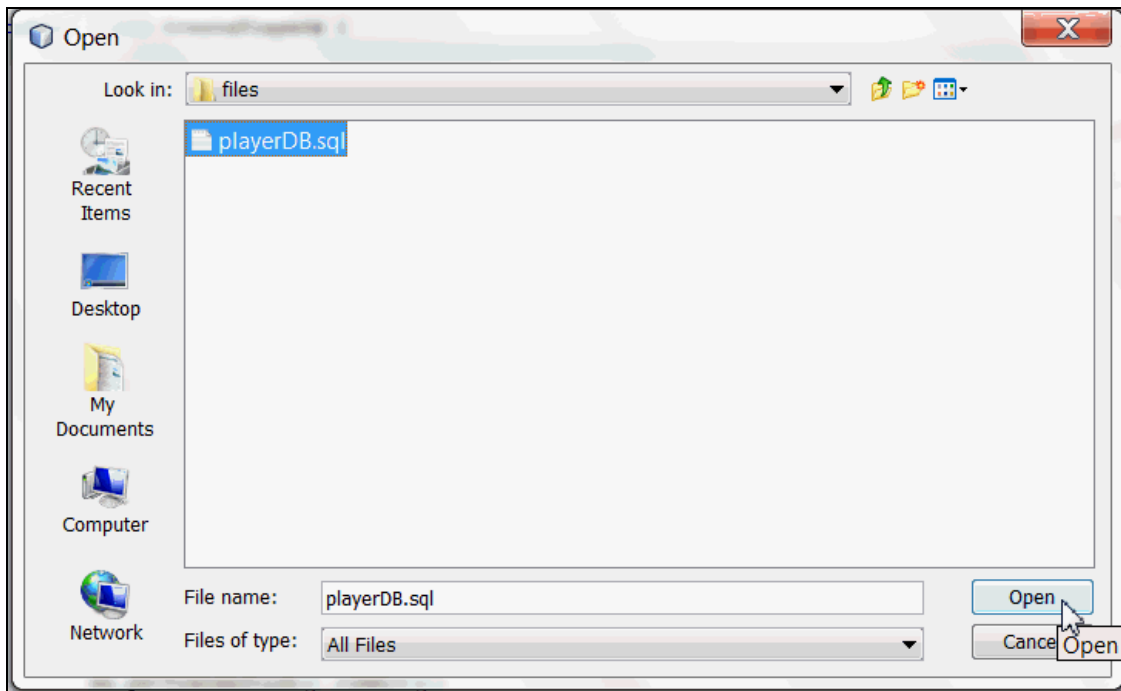 Open
X
Look in: files
playerDB.sql
Recent
Items
Desktop
My
Documents
Computer
Network
File name: playerDB.sql
Open
Files of type: All Files
Cance
Open